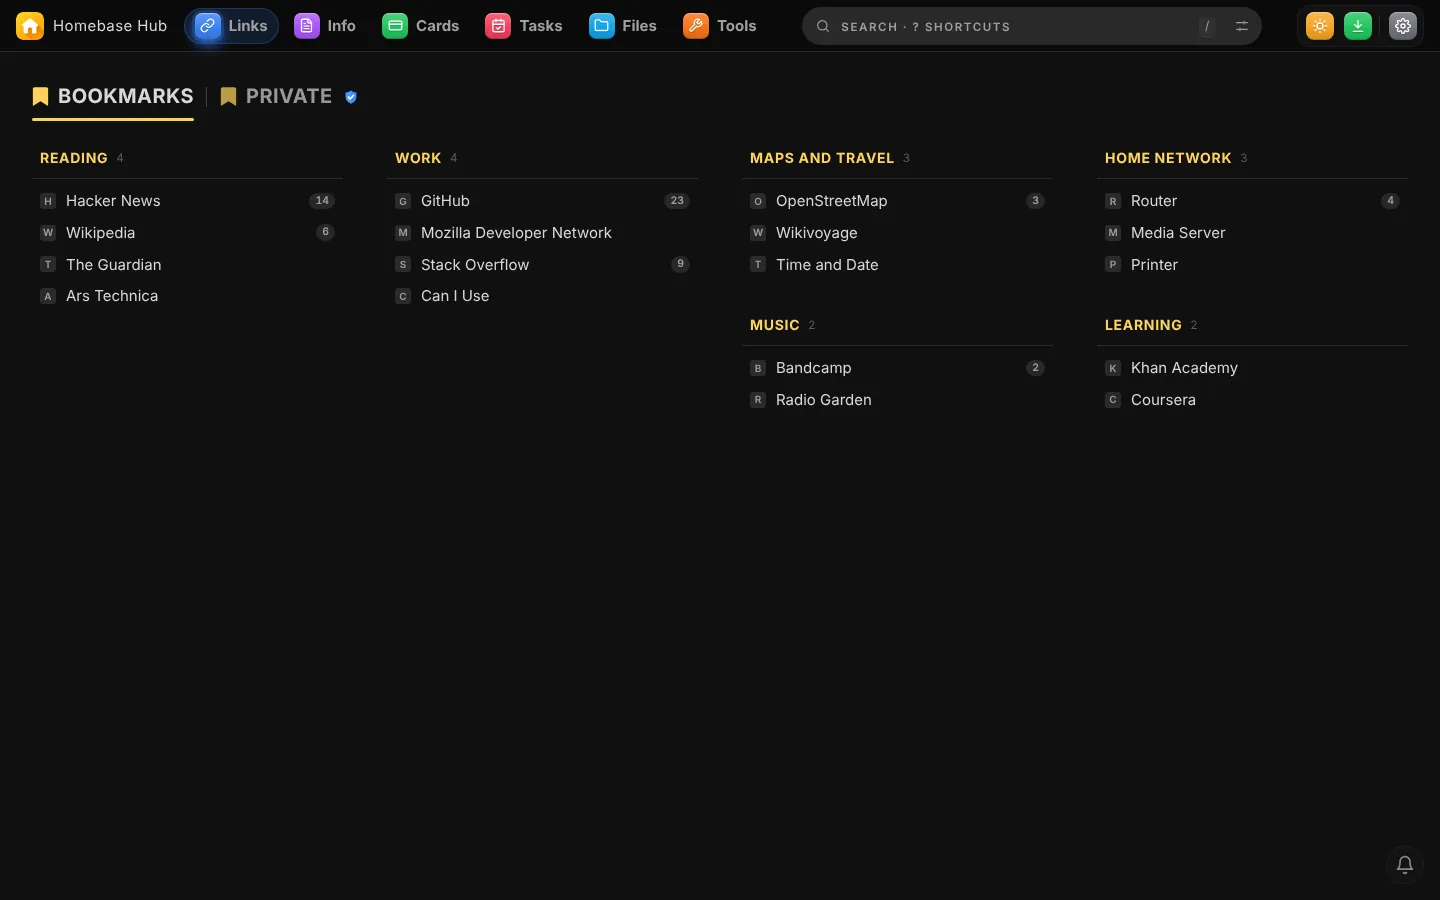 Homebase Hub Links Info Cards Tasks Files Tools SEARCH · ? SHORTCUTS /
BOOKMARKS PRIVATE
READING 4
H Hacker News 14
W Wikipedia 6
T The Guardian
A Ars Technica
WORK 4
G GitHub 23
M Mozilla Developer Network
S Stack Overflow 9
C Can I Use
MAPS AND TRAVEL 3
O OpenStreetMap 3
W Wikivoyage
T Time and Date
HOME NETWORK 3
R Router 4
M Media Server
P Printer
MUSIC 2
B Bandcamp 2
R Radio Garden
LEARNING 2
K Khan Academy
C Coursera